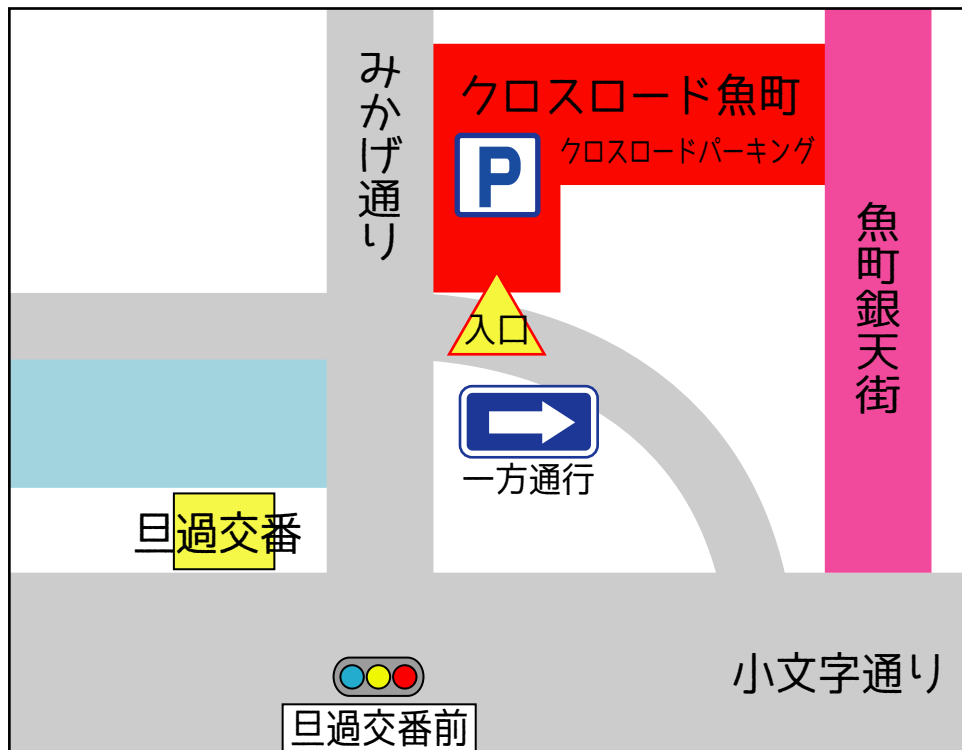 みかげ通り
クロスロード魚町
クロスロードパーキング
P
魚町銀天街
入口
一方通行
旦過交番
小文字通り
旦過交番前